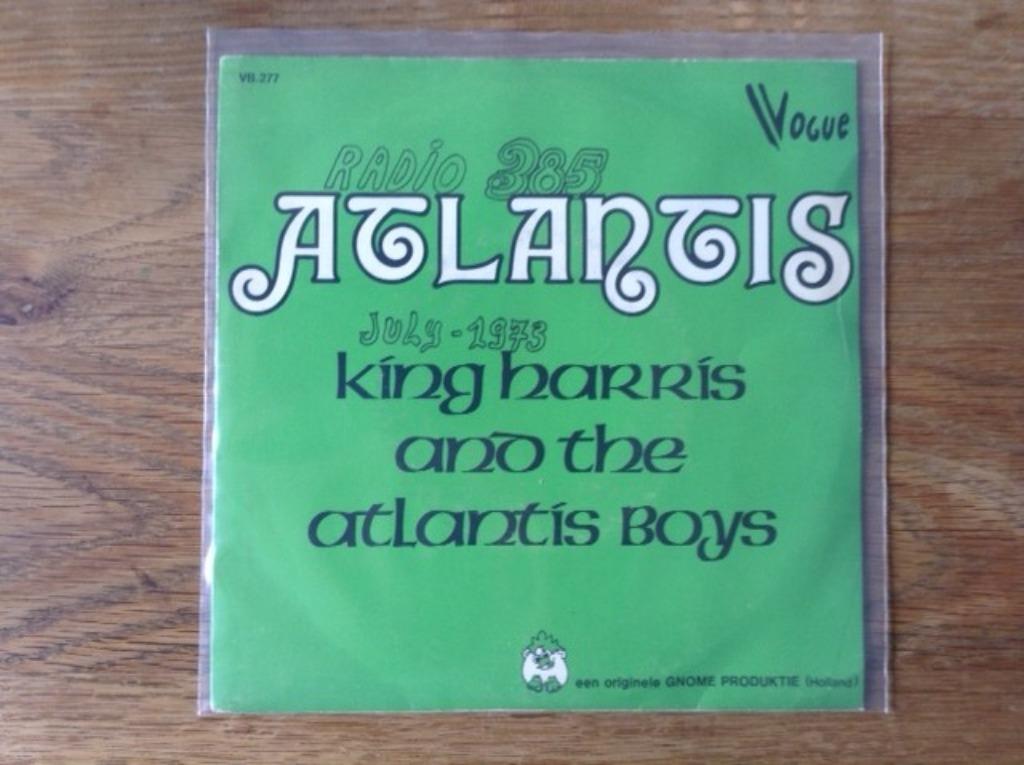 VB.277
Vogue
RADIO 385
ATLANTIS
JULY - 1973
king harris
and the
atlantis Boys
een originele GNOME PRODUKTIE (Holland)